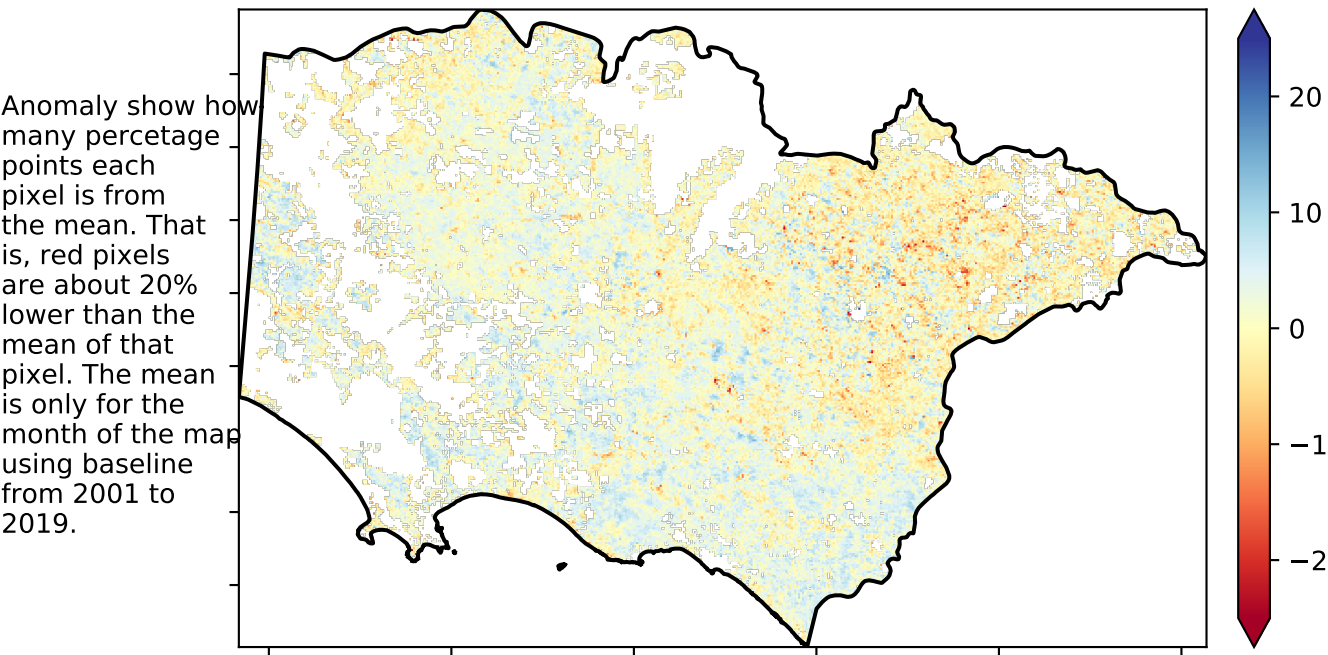 Anomaly show how
many percetage
points each
pixel is from
the mean. That
is, red pixels
are about 20%
lower than the
mean of that
pixel. The mean
is only for the
month of the map
using baseline
from 2001 to
2019.
20
10
0
−1
−2